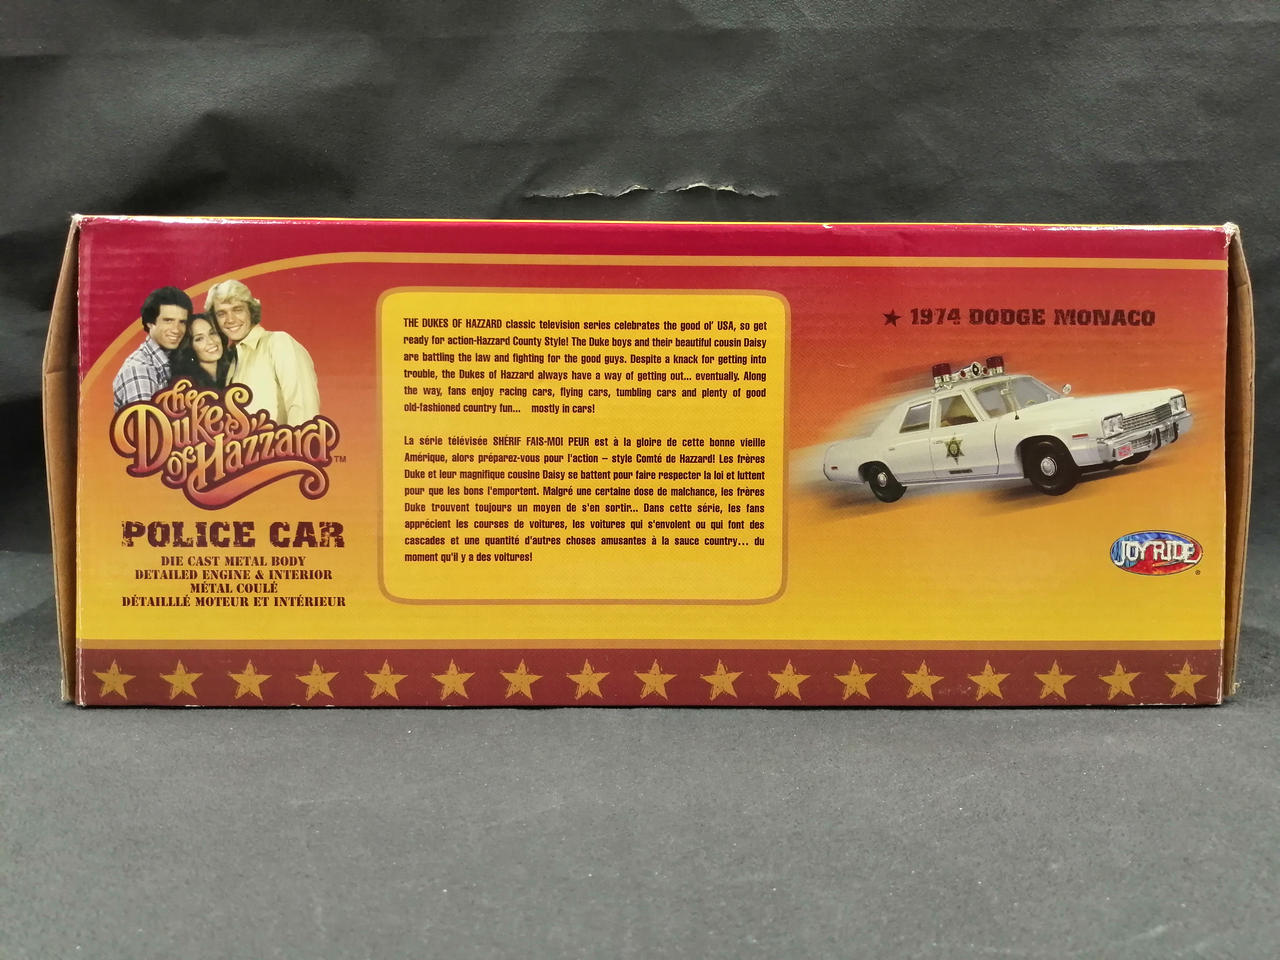 the
Dukes
of Hazzard™
POLICE CAR
DIE CAST METAL BODY
DETAILED ENGINE & INTERIOR
MÉTAL COULÉ
DÉTAILLLÉ MOTEUR ET INTÉRIEUR
THE DUKES OF HAZZARD classic television series celebrates the good ol' USA, so get
ready for action-Hazzard County Style! The Duke boys and their beautiful cousin Daisy
are battling the law and fighting for the good guys. Despite a knack for getting into
trouble, the Dukes of Hazzard always have a way of getting out... eventually. Along
the way, fans enjoy racing cars, flying cars, tumbling cars and plenty of good
old-fashioned country fun... mostly in cars!
La série télévisée SHÉRIF FAIS-MOI PEUR est à la gloire de cette bonne vieille
Amérique, alors préparez-vous pour l'action – style Comté de Hazzard! Les frères
Duke et leur magnifique cousine Daisy se battent pour faire respecter la loi et luttent
pour que les bons l'emportent. Malgré une certaine dose de malchance, les frères
Duke trouvent toujours un moyen de s'en sortir... Dans cette série, les fans
apprécient les courses de voitures, les voitures qui s'envolent ou qui font des
cascades et une quantité d'autres choses amusantes à la sauce country... du
moment qu'il y a des voitures!
★ 1974 DODGE MONACO
JOYRIDE®